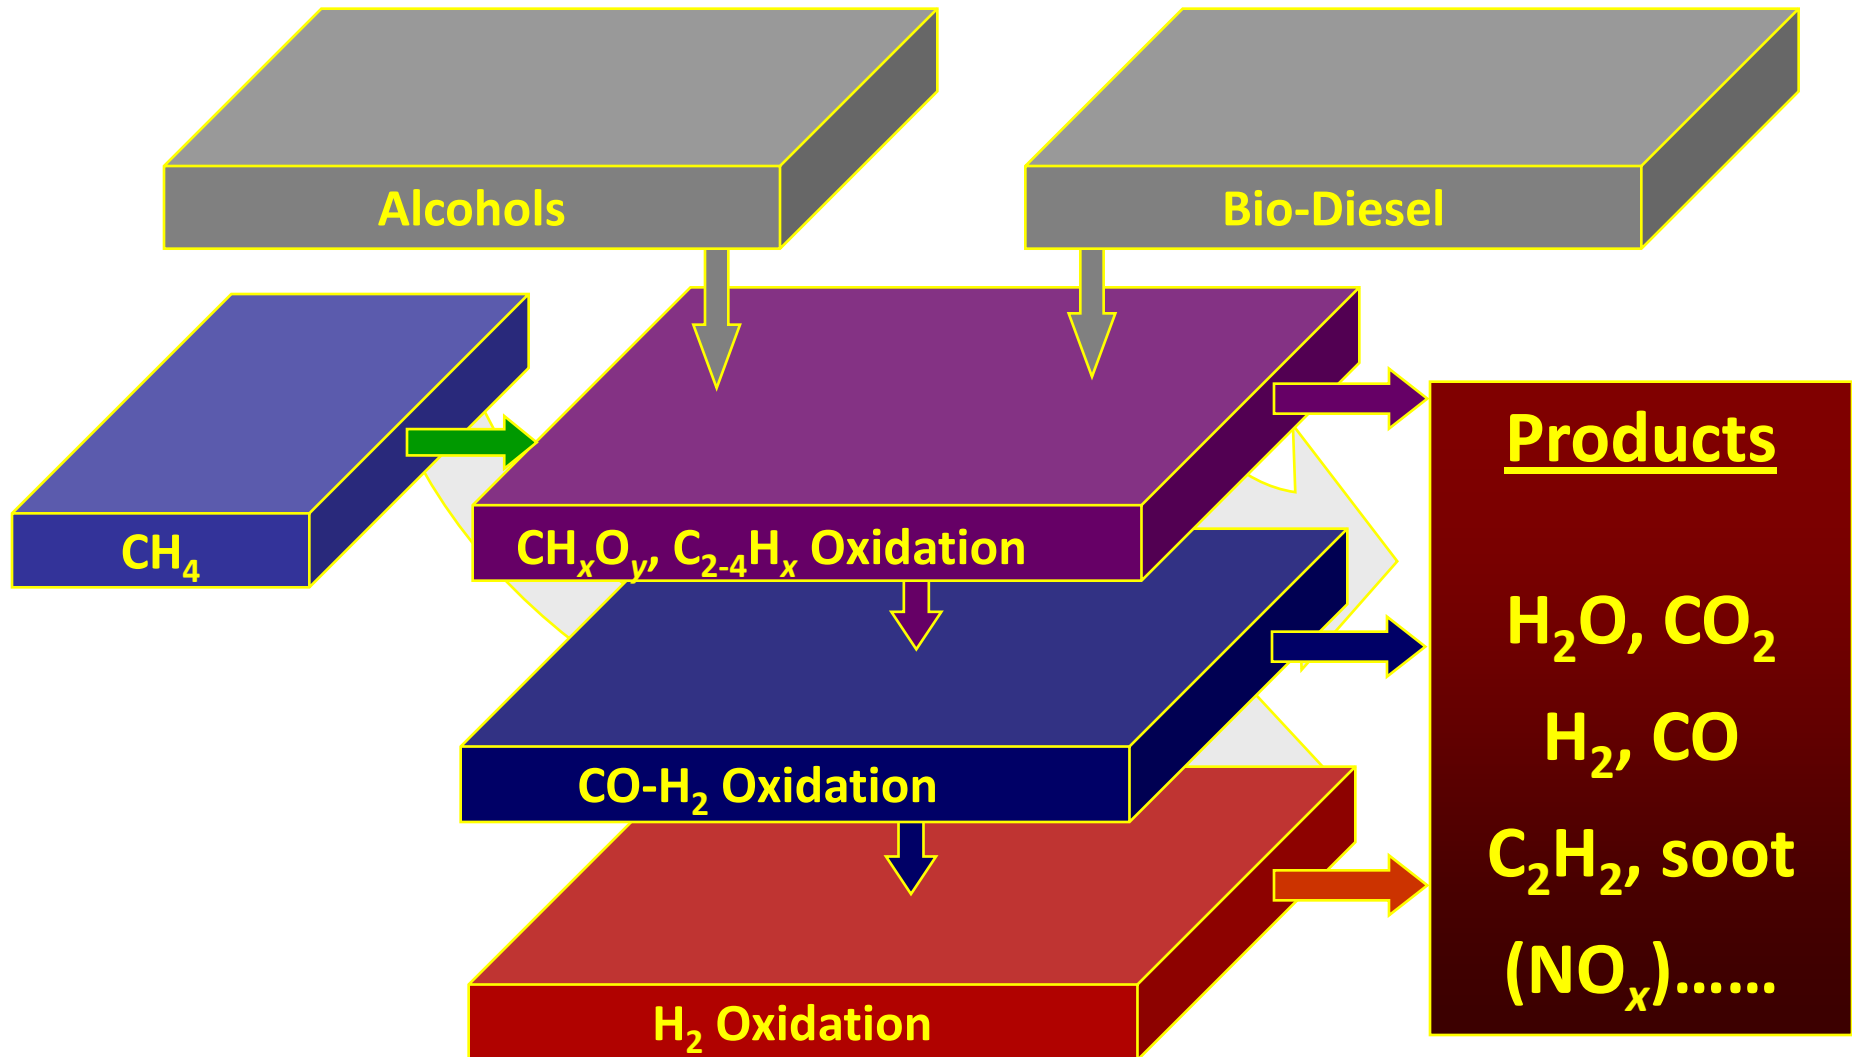 Alcohols
Bio-Diesel
CH₄
CHₓOᵧ, C₂₋₄Hₓ Oxidation
CO-H₂ Oxidation
H₂ Oxidation
Products
H₂O, CO₂
H₂, CO
C₂H₂, soot
(NOₓ)......